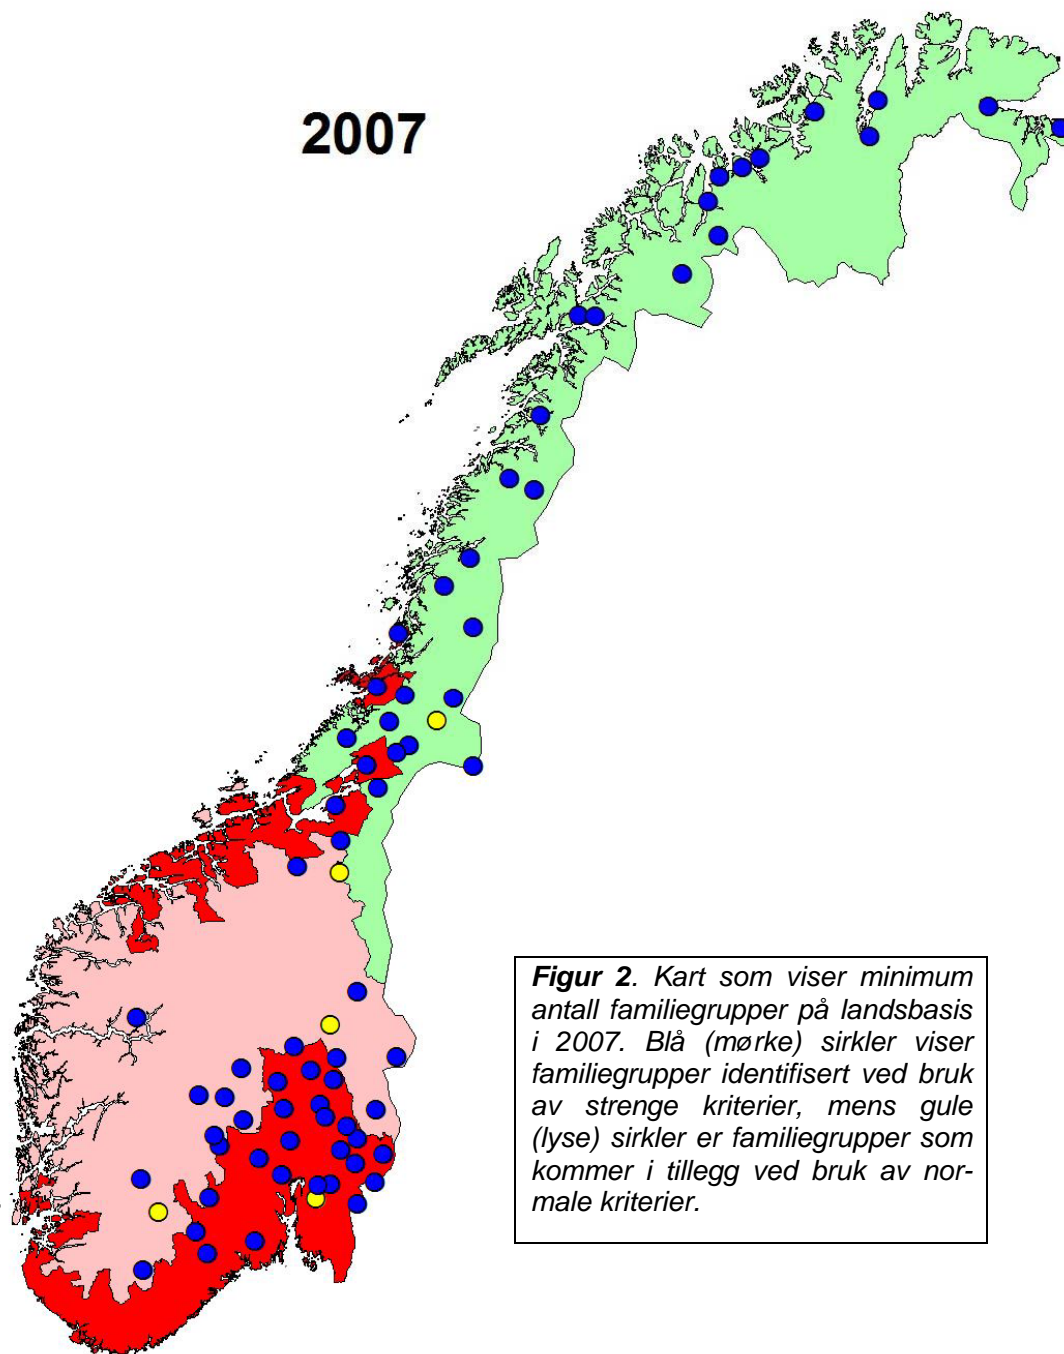 2007
Figur 2. Kart som viser minimum
antall familiegrupper på landsbasis
i 2007. Blå (mørke) sirkler viser
familiegrupper identifisert ved bruk
av strenge kriterier, mens gule
(lyse) sirkler er familiegrupper som
kommer i tillegg ved bruk av nor-
male kriterier.